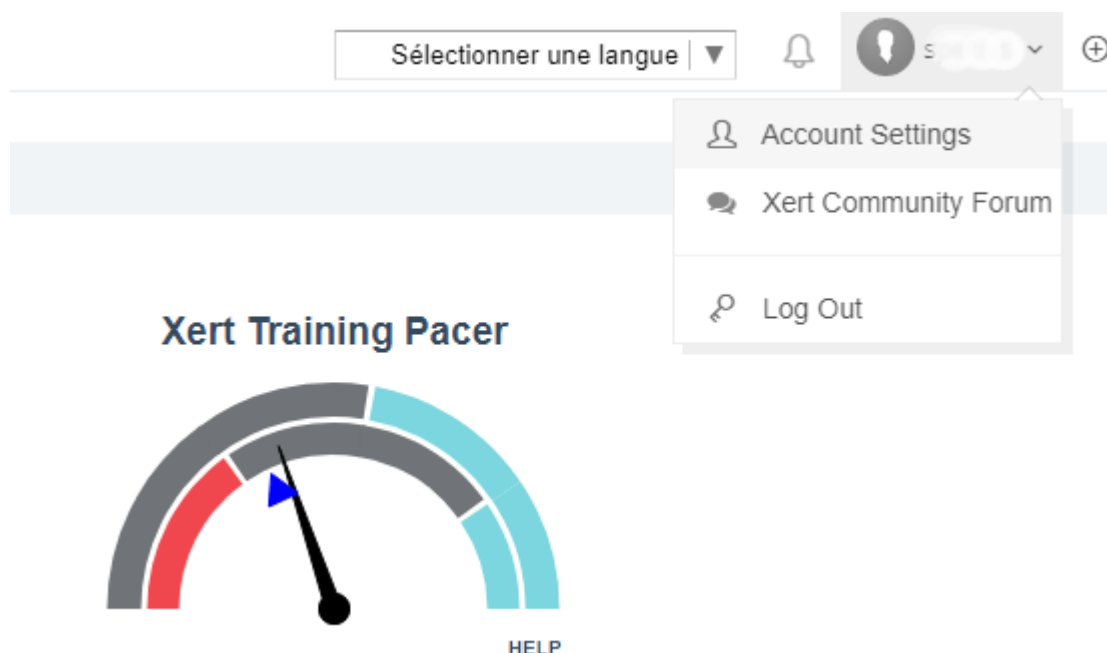 Sélectionner une langue
Account Settings
Xert Community Forum
Log Out
Xert Training Pacer
HELP